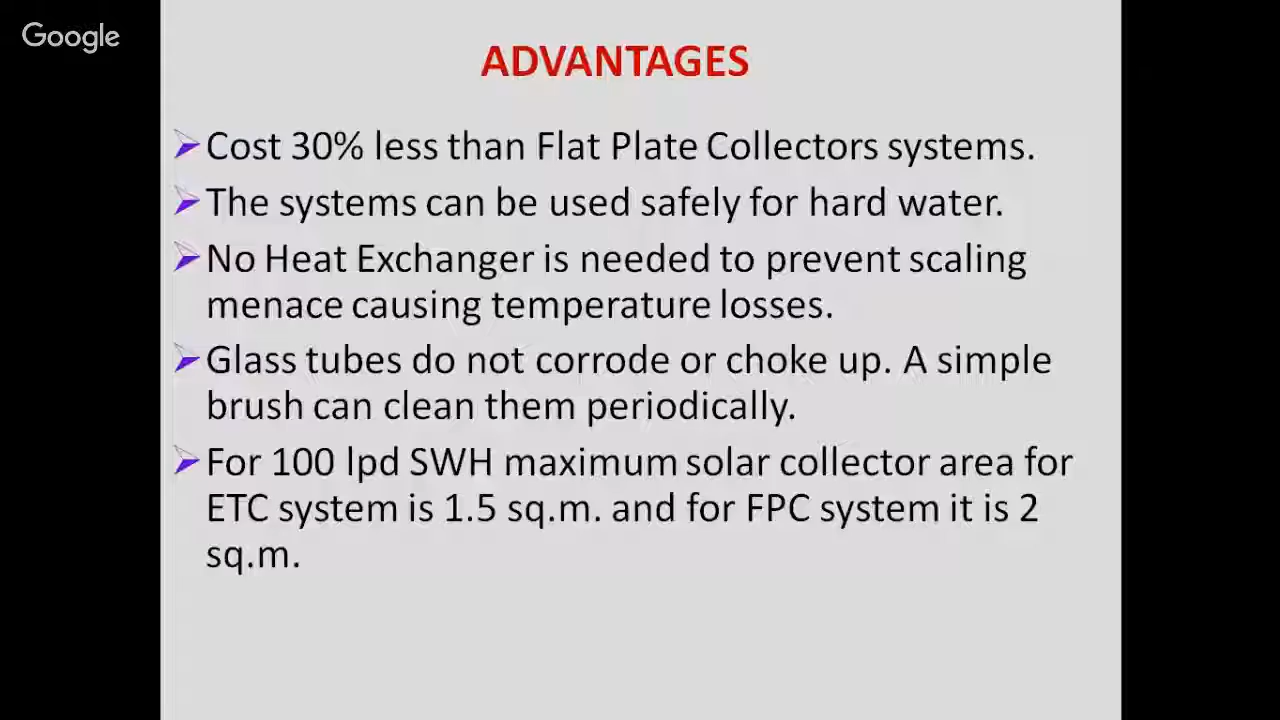 Google
ADVANTAGES
Cost 30% less than Flat Plate Collectors systems.
The systems can be used safely for hard water.
No Heat Exchanger is needed to prevent scaling
menace causing temperature losses.
Glass tubes do not corrode or choke up. A simple
brush can clean them periodically.
For 100 lpd SWH maximum solar collector area for
ETC system is 1.5 sq.m. and for FPC system it is 2
sq.m.